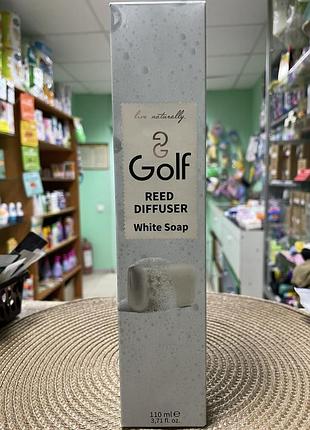 live naturally
Golf
REED
DIFFUSER
White Soap
110 ml ℮
3,71 fl. oz.